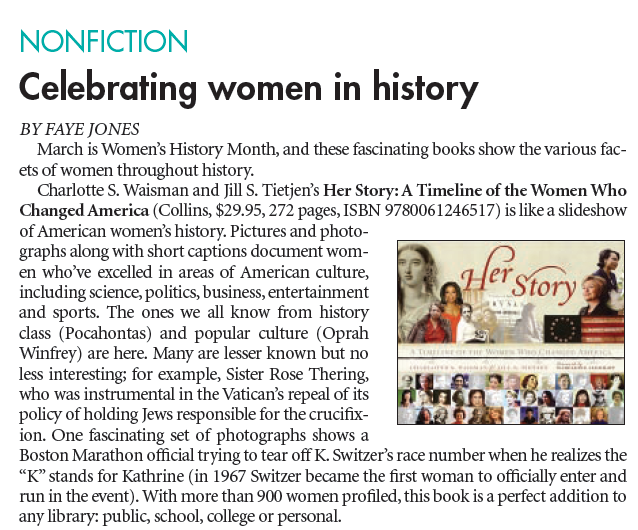 NONFICTION
Celebrating women in history
BY FAYE JONES
March is Women's History Month, and these fascinating books show the various fac-
ets of women throughout history.
Charlotte S. Waisman and Jill S. Tietjen's Her Story: A Timeline of the Women Who
Changed America (Collins, $29.95, 272 pages, ISBN 9780061246517) is like a slideshow
of American women's history. Pictures and photo-
graphs along with short captions document wom-
en who've excelled in areas of American culture,
including science, politics, business, entertainment
and sports. The ones we all know from history
class (Pocahontas) and popular culture (Oprah
Winfrey) are here. Many are lesser known but no
less interesting; for example, Sister Rose Thering,
who was instrumental in the Vatican's repeal of its
policy of holding Jews responsible for the crucifix-
ion. One fascinating set of photographs shows a
Boston Marathon official trying to tear off K. Switzer's race number when he realizes the
"K" stands for Kathrine (in 1967 Switzer became the first woman to officially enter and
run in the event). With more than 900 women profiled, this book is a perfect addition to
any library: public, school, college or personal.
Her Story
A TIMELINE OF THE WOMEN WHO CHANGED AMERICA
CHARLOTTE S. WAISMAN & JILL S. TIETJEN